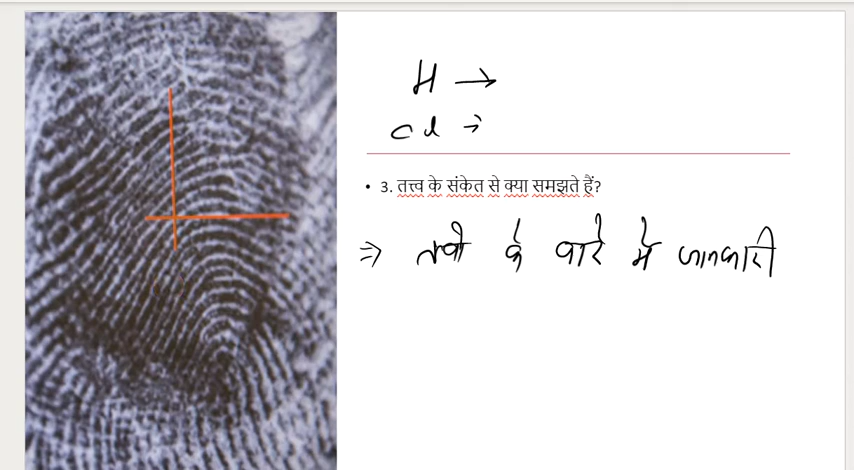 H →
Cl →
• 3. तत्त्व के संकेत से क्या समझते हैं?
⇒ तत्वो के बारे में जानकारी